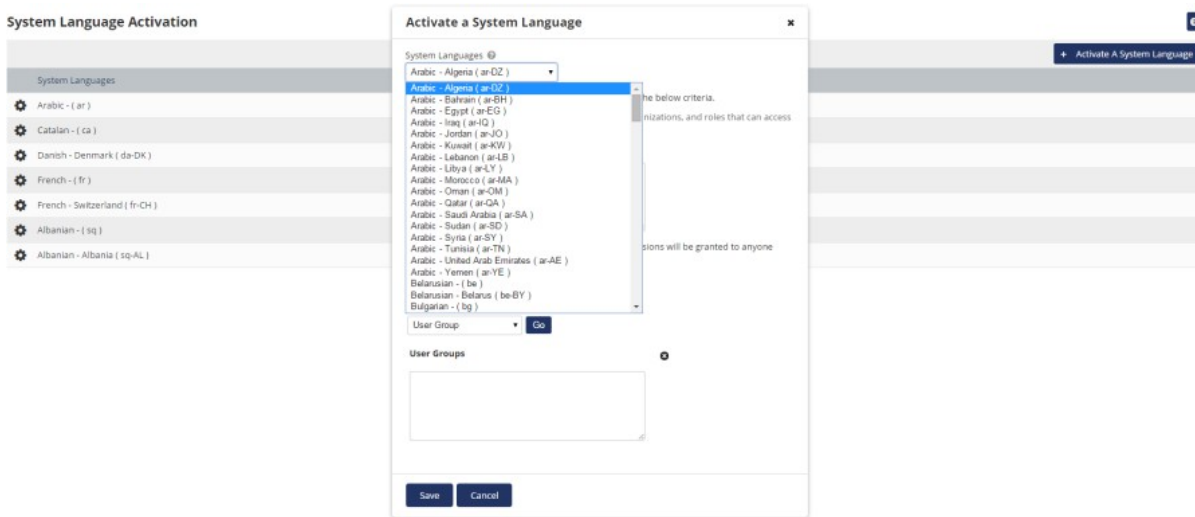 System Language Activation
+ Activate A System Language
System Languages
Arabic - ( ar )
Catalan - ( ca )
Danish - Denmark ( da-DK )
French - ( fr )
French - Switzerland ( fr-CH )
Albanian - ( sq )
Albanian - Albania ( sq-AL )
Activate a System Language
System Languages
Arabic - Algeria ( ar-DZ )
Arabic - Algeria ( ar-DZ )
Arabic - Bahrain ( ar-BH )
Arabic - Egypt ( ar-EG )
Arabic - Iraq ( ar-IQ )
Arabic - Jordan ( ar-JO )
Arabic - Kuwait ( ar-KW )
Arabic - Lebanon ( ar-LB )
Arabic - Libya ( ar-LY )
Arabic - Morocco ( ar-MA )
Arabic - Oman ( ar-OM )
Arabic - Qatar ( ar-QA )
Arabic - Saudi Arabia ( ar-SA )
Arabic - Sudan ( ar-SD )
Arabic - Syria ( ar-SY )
Arabic - Tunisia ( ar-TN )
Arabic - United Arab Emirates ( ar-AE )
Arabic - Yemen ( ar-YE )
Belarusian - ( be )
Belarusian - Belarus ( be-BY )
Bulgarian - ( bg )
he below criteria.
nizations, and roles that can access
sions will be granted to anyone
User Group
Go
User Groups
Save
Cancel